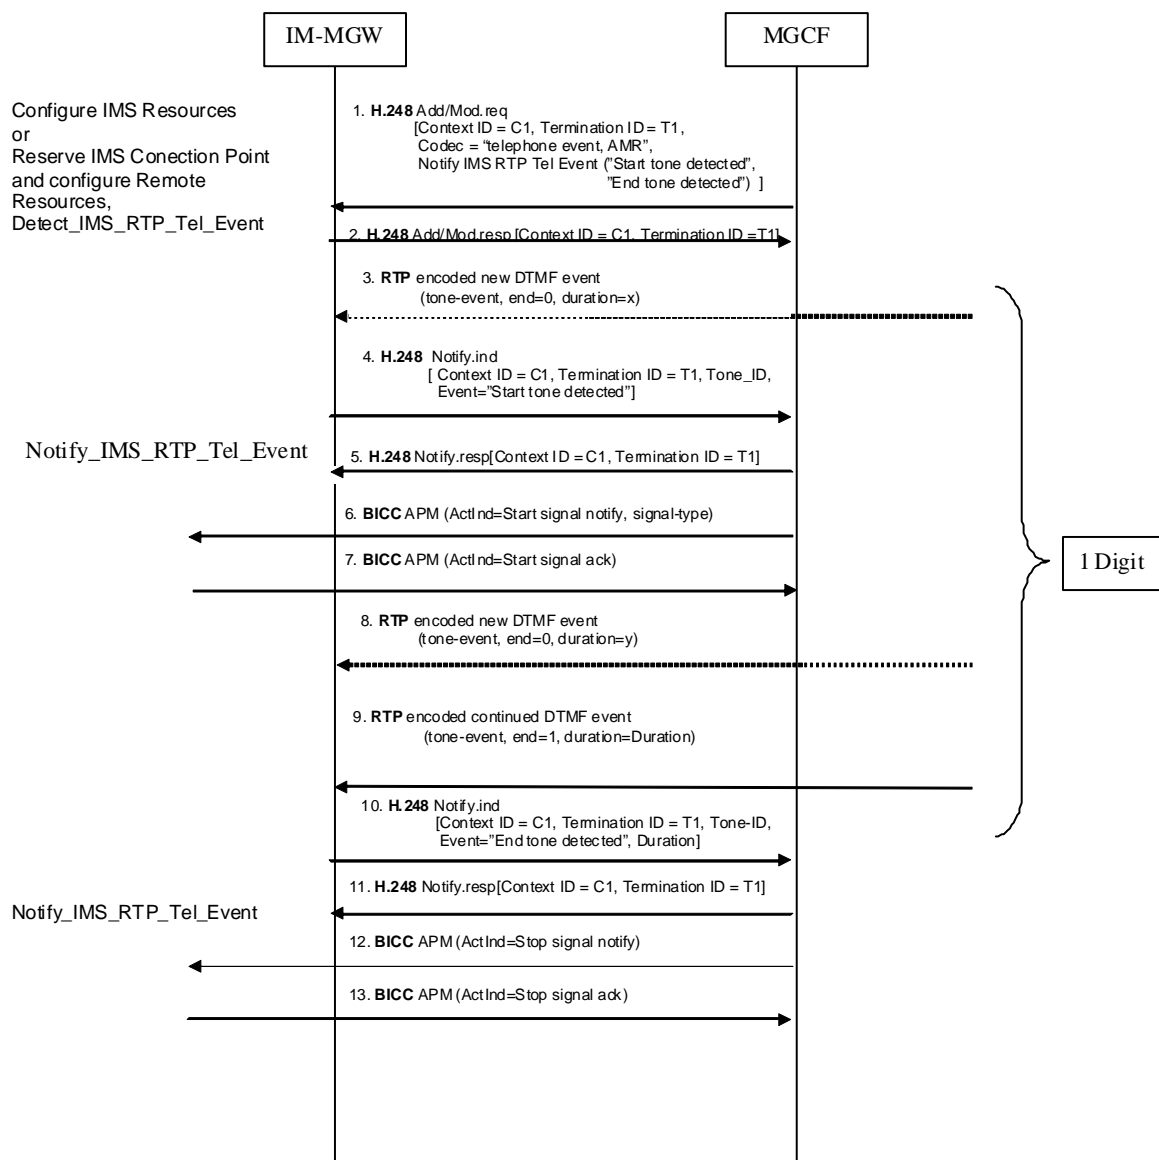 IM-MGW
MGCF
Configure IMS Resources
or
Reserve IMS Conection Point
and configure Remote
Resources,
Detect_IMS_RTP_Tel_Event
1. H.248 Add/Mod.req
[Context ID = C1, Termination ID = T1,
Codec = “telephone event, AMR”,
Notify IMS RTP Tel Event (”Start tone detected”,
”End tone detected”) ]
2. H.248 Add/Mod.resp [Context ID = C1, Termination ID =T1]
3. RTP encoded new DTMF event
(tone-event, end=0, duration=x)
4. H.248 Notify.ind
[ Context ID = C1, Termination ID = T1, Tone_ID,
Event=”Start tone detected”]
Notify_IMS_RTP_Tel_Event
5. H.248 Notify.resp[Context ID = C1, Termination ID = T1]
6. BICC APM (ActInd=Start signal notify, signal-type)
7. BICC APM (ActInd=Start signal ack)
1 Digit
8. RTP encoded new DTMF event
(tone-event, end=0, duration=y)
9. RTP encoded continued DTMF event
(tone-event, end=1, duration=Duration)
10. H.248 Notify.ind
[Context ID = C1, Termination ID = T1, Tone-ID,
Event=”End tone detected”, Duration]
11. H.248 Notify.resp[Context ID = C1, Termination ID = T1]
Notify_IMS_RTP_Tel_Event
12. BICC APM (ActInd=Stop signal notify)
13. BICC APM (ActInd=Stop signal ack)